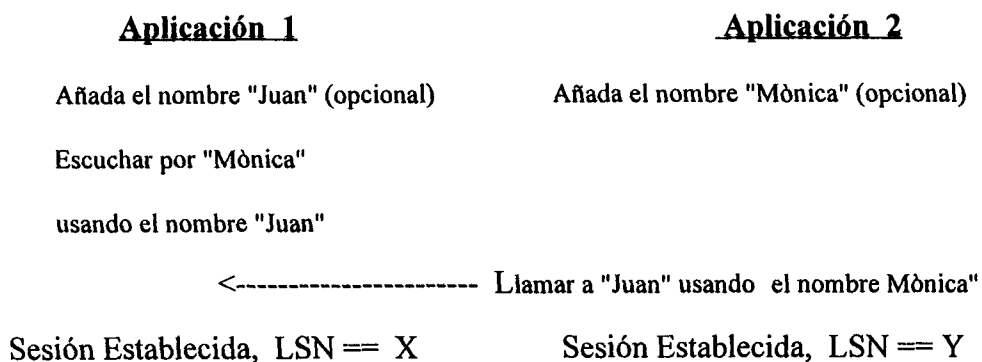 Aplicación 1 Aplicación 2
Añada el nombre "Juan" (opcional) Añada el nombre "Mònica" (opcional)
Escuchar por "Mònica"
usando el nombre "Juan"
<----------------------- Llamar a "Juan" usando el nombre Mònica"
Sesión Establecida, LSN == X Sesión Establecida, LSN == Y